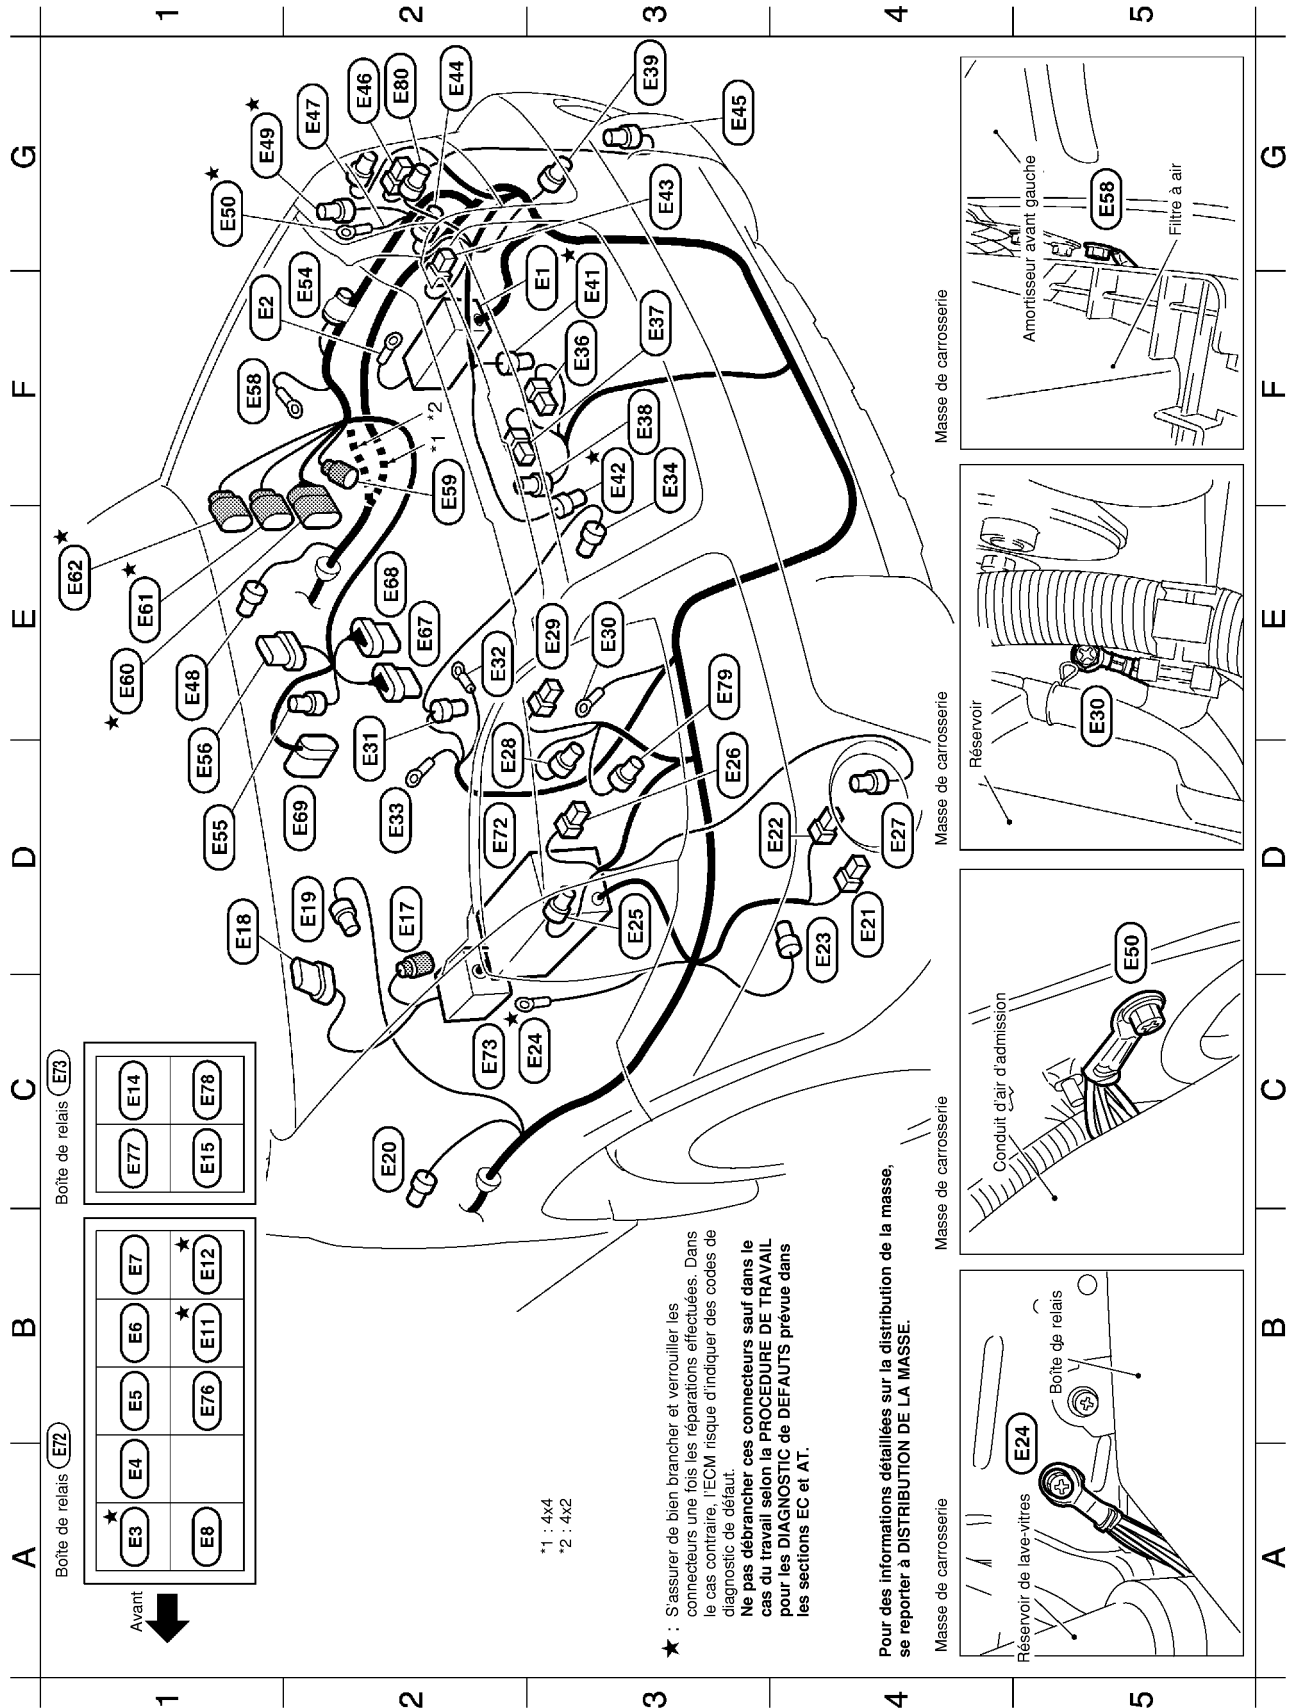 A
B
C
D
E
F
G
1
2
3
4
5
Boîte de relais E72
Boîte de relais E73
Avant
E3 ★
E4
E5
E6
E7
E8
E76
E11 ★
E12 ★
E77
E14
E15
E78
★ E62
★ E61
★ E60
E48
E56
E55
E69
E18
E19
E17
E20
E73
★ E24
E33
E31
E32
E67
E68
E72
E28
E29
E30
E79
E26
E25
E22
E27
E21
E23
E58
E2
E54
E50 ★
E49 ★
E47
E46
E80
E44
E39
E45
E43
E1
E41 ★
E37
E36
E38
E42 ★
E34
E59
*1
*2
*1 : 4x4
*2 : 4x2
★ : S'assurer de bien brancher et verrouiller les
connecteurs une fois les réparations effectuées. Dans
le cas contraire, l'ECM risque d'indiquer des codes de
diagnostic de défaut.
Ne pas débrancher ces connecteurs sauf dans le
cas du travail selon la PROCEDURE DE TRAVAIL
pour les DIAGNOSTIC de DEFAUTS prévue dans
les sections EC et AT.
Pour des informations détaillées sur la distribution de la masse,
se reporter à DISTRIBUTION DE LA MASSE.
Masse de carrosserie
Réservoir de lave-vitres
E24
Boîte de relais
Masse de carrosserie
Conduit d'air d'admission
E50
Masse de carrosserie
Réservoir
E30
Masse de carrosserie
Amortisseur avant gauche
E58
Filtre à air
A
B
C
D
E
F
G
1
2
3
4
5